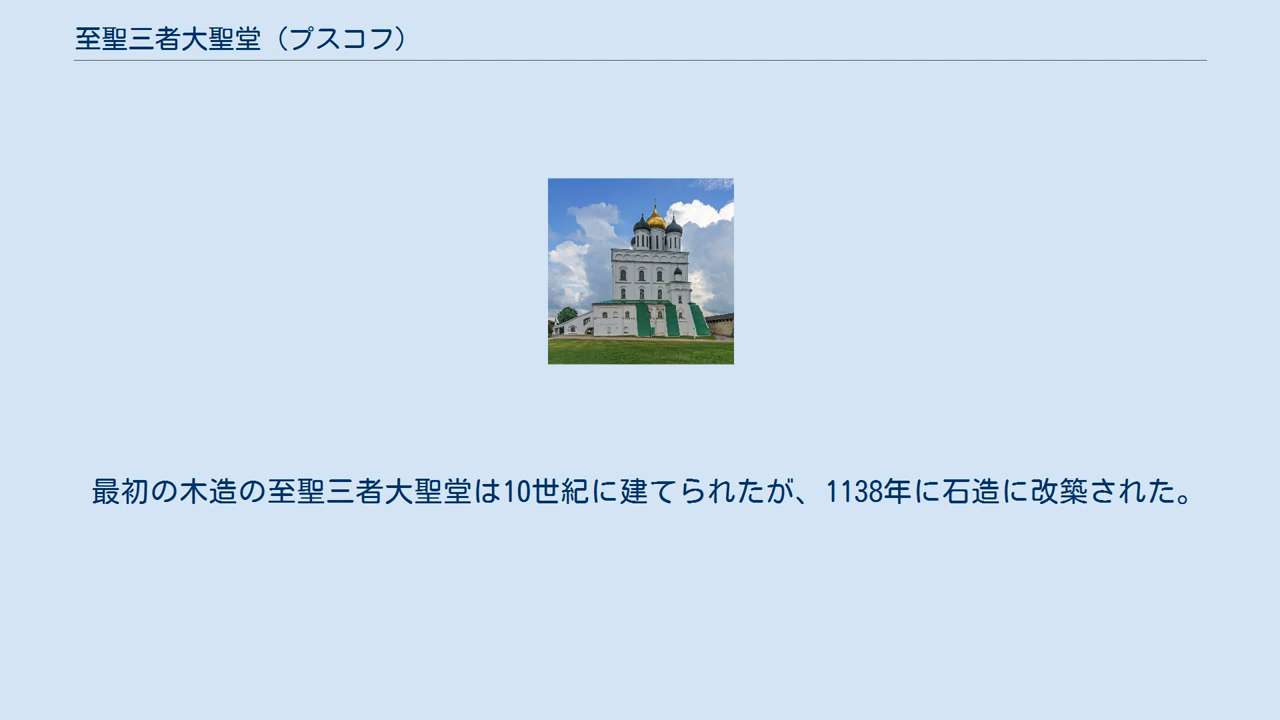 至聖三者大聖堂（プスコフ）
最初の木造の至聖三者大聖堂は10世紀に建てられたが、1138年に石造に改築された。